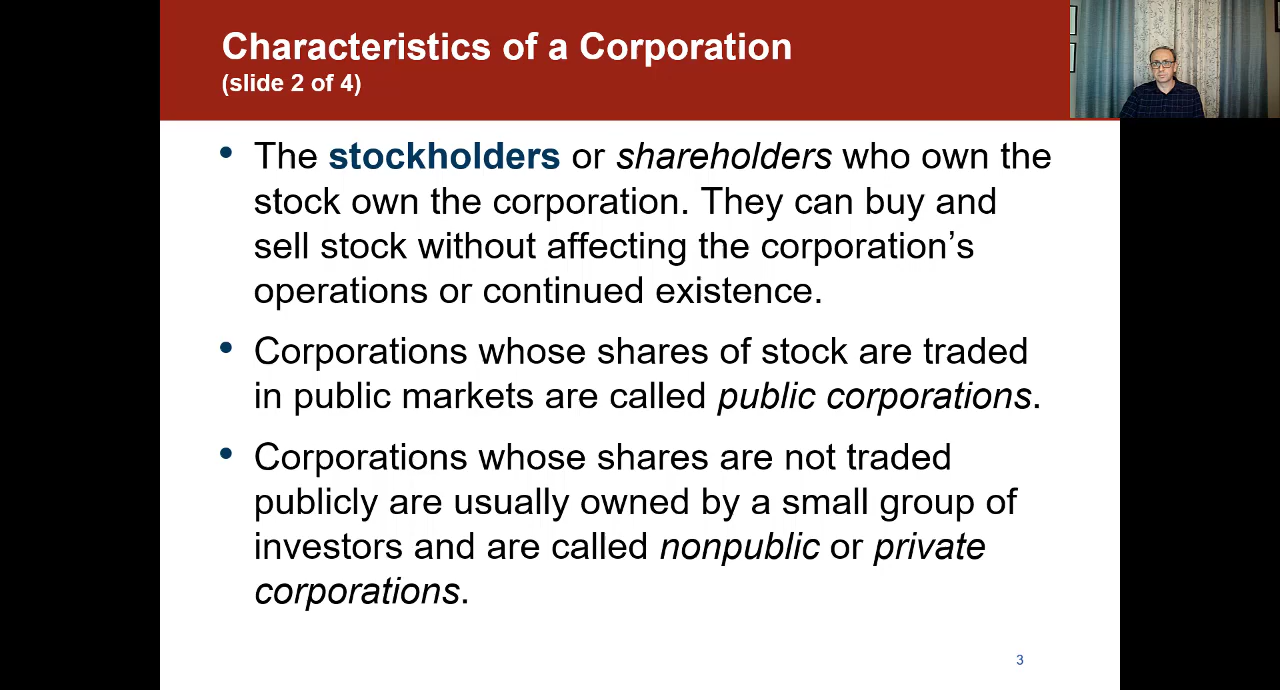 Characteristics of a Corporation
(slide 2 of 4)
• The stockholders or shareholders who own the
stock own the corporation. They can buy and
sell stock without affecting the corporation’s
operations or continued existence.
• Corporations whose shares of stock are traded
in public markets are called public corporations.
• Corporations whose shares are not traded
publicly are usually owned by a small group of
investors and are called nonpublic or private
corporations.
3